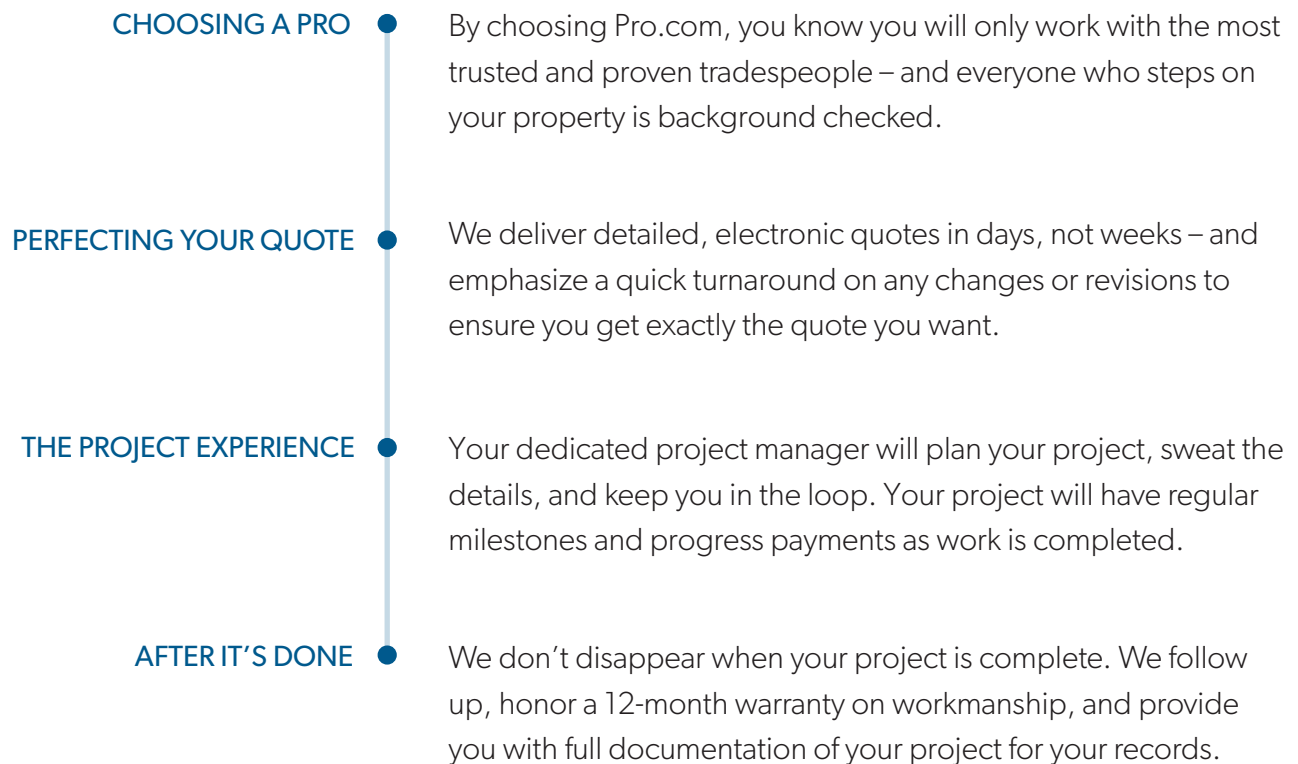 CHOOSING A PRO
By choosing Pro.com, you know you will only work with the most
trusted and proven tradespeople – and everyone who steps on
your property is background checked.
PERFECTING YOUR QUOTE
We deliver detailed, electronic quotes in days, not weeks – and
emphasize a quick turnaround on any changes or revisions to
ensure you get exactly the quote you want.
THE PROJECT EXPERIENCE
Your dedicated project manager will plan your project, sweat the
details, and keep you in the loop. Your project will have regular
milestones and progress payments as work is completed.
AFTER IT’S DONE
We don’t disappear when your project is complete. We follow
up, honor a 12-month warranty on workmanship, and provide
you with full documentation of your project for your records.